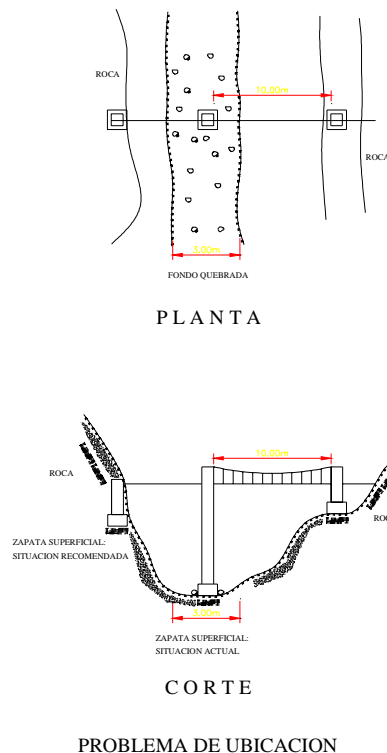 ROCA
10.00m
ROCA
5.00m
FONDO QUEBRADA
PLANTA
10.00m
ROCA
ZAPATA SUPERFICIAL:
SITUACION RECOMENDADA
5.00m
ZAPATA SUPERFICIAL:
SITUACION ACTUAL
CORTE
PROBLEMA DE UBICACION